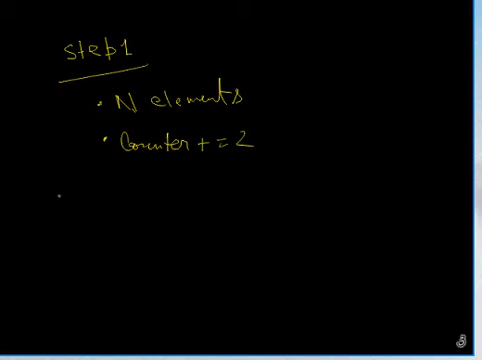 step1
• N elements
• Counter += 2